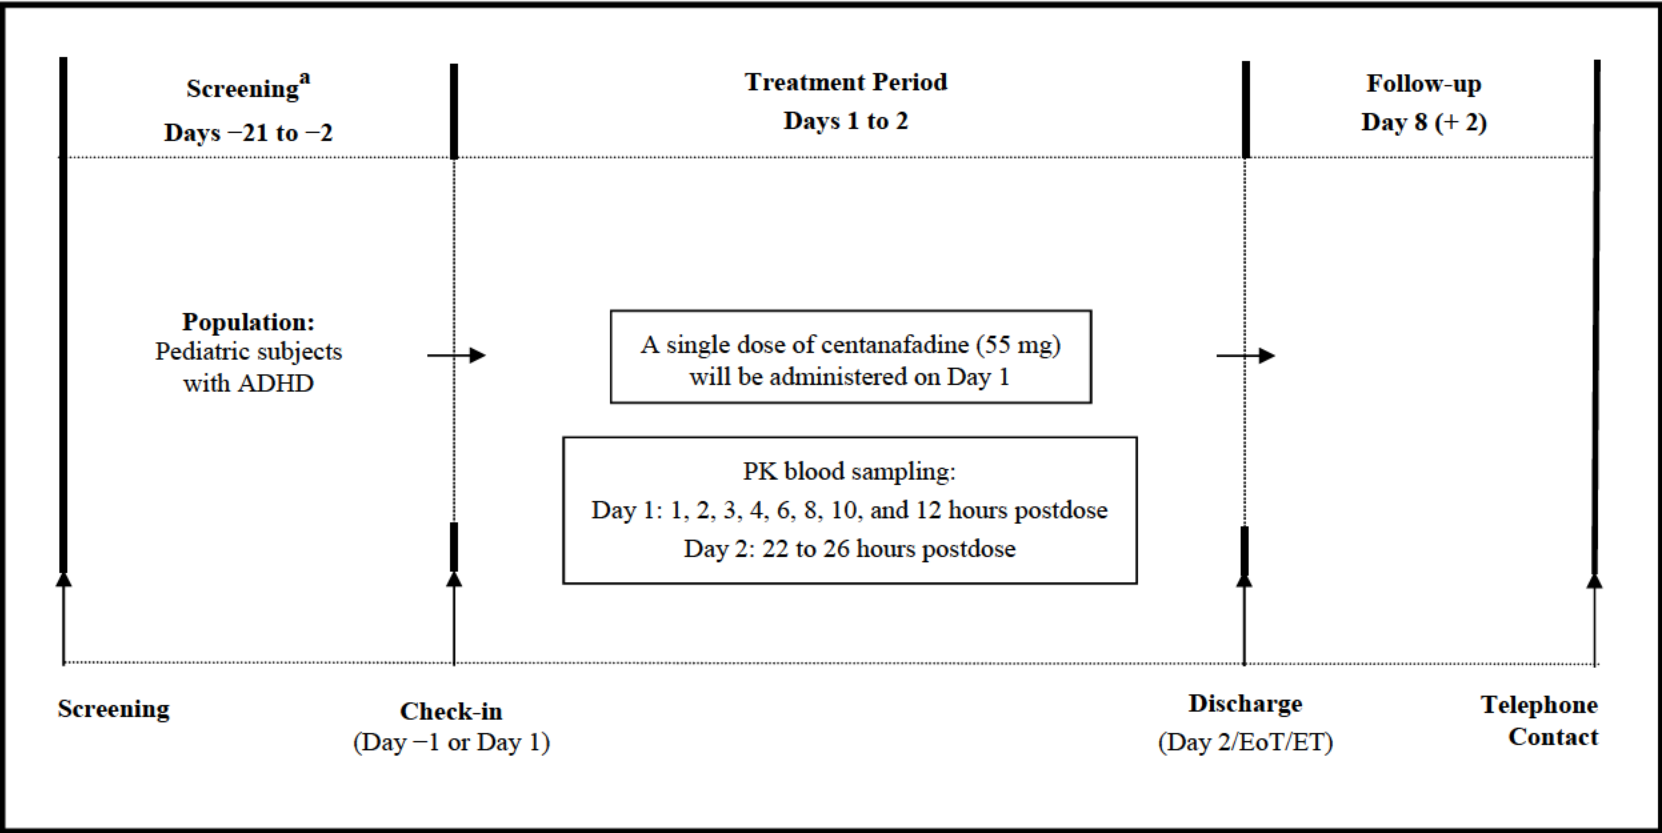 Screeningᵃ
Days −21 to −2
Treatment Period
Days 1 to 2
Follow-up
Day 8 (+ 2)
Population:
Pediatric subjects
with ADHD
A single dose of centanafadine (55 mg)
will be administered on Day 1
PK blood sampling:
Day 1: 1, 2, 3, 4, 6, 8, 10, and 12 hours postdose
Day 2: 22 to 26 hours postdose
Screening
Check-in
(Day −1 or Day 1)
Discharge
(Day 2/EoT/ET)
Telephone
Contact